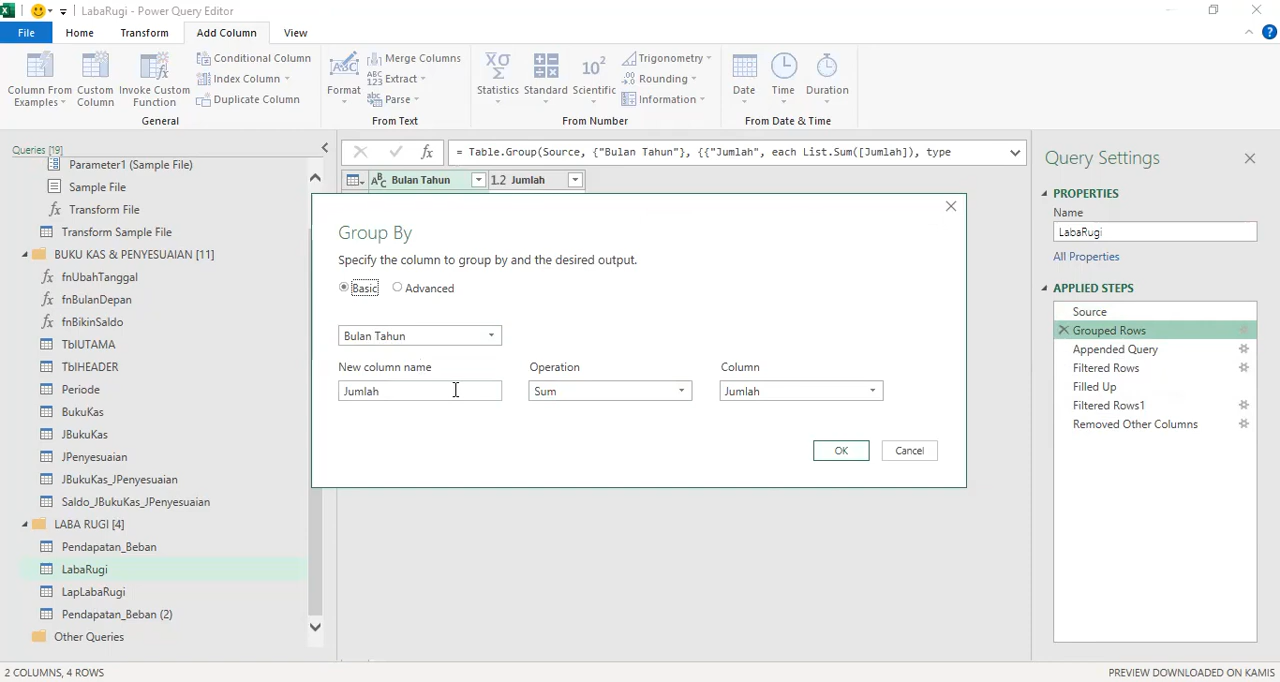 LabaRugi - Power Query Editor
File Home Transform Add Column View
Column From Examples
Custom Column
Invoke Custom Function
Conditional Column
Index Column
Duplicate Column
General
Format
Merge Columns
Extract
Parse
From Text
Statistics
Standard
Scientific
Trigonometry
Rounding
Information
From Number
Date
Time
Duration
From Date & Time
Queries [19]
Parameter1 (Sample File)
Sample File
Transform File
Transform Sample File
BUKU KAS & PENYESUAIAN [11]
fnUbahTanggal
fnBulanDepan
fnBikinSaldo
TblUTAMA
TblHEADER
Periode
BukuKas
JBukuKas
JPenyesuaian
JBukuKas_JPenyesuaian
Saldo_JBukuKas_JPenyesuaian
LABA RUGI [4]
Pendapatan_Beban
LabaRugi
LapLabaRugi
Pendapatan_Beban (2)
Other Queries
= Table.Group(Source, {"Bulan Tahun"}, {{"Jumlah", each List.Sum([Jumlah]), type
Bulan Tahun 1.2 Jumlah
Group By
Specify the column to group by and the desired output.
Basic Advanced
Bulan Tahun
New column name Operation Column
Jumlah Sum Jumlah
OK Cancel
Query Settings
PROPERTIES
Name
LabaRugi
All Properties
APPLIED STEPS
Source
Grouped Rows
Appended Query
Filtered Rows
Filled Up
Filtered Rows1
Removed Other Columns
2 COLUMNS, 4 ROWS
PREVIEW DOWNLOADED ON KAMIS